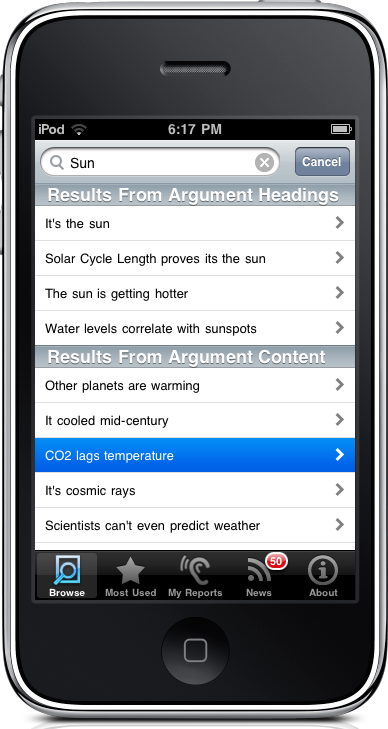 iPod 6:17 PM
Sun Cancel
Results From Argument Headings
It's the sun
Solar Cycle Length proves its the sun
The sun is getting hotter
Water levels correlate with sunspots
Results From Argument Content
Other planets are warming
It cooled mid-century
CO2 lags temperature
It's cosmic rays
Scientists can't even predict weather
50
Browse Most Used My Reports News About